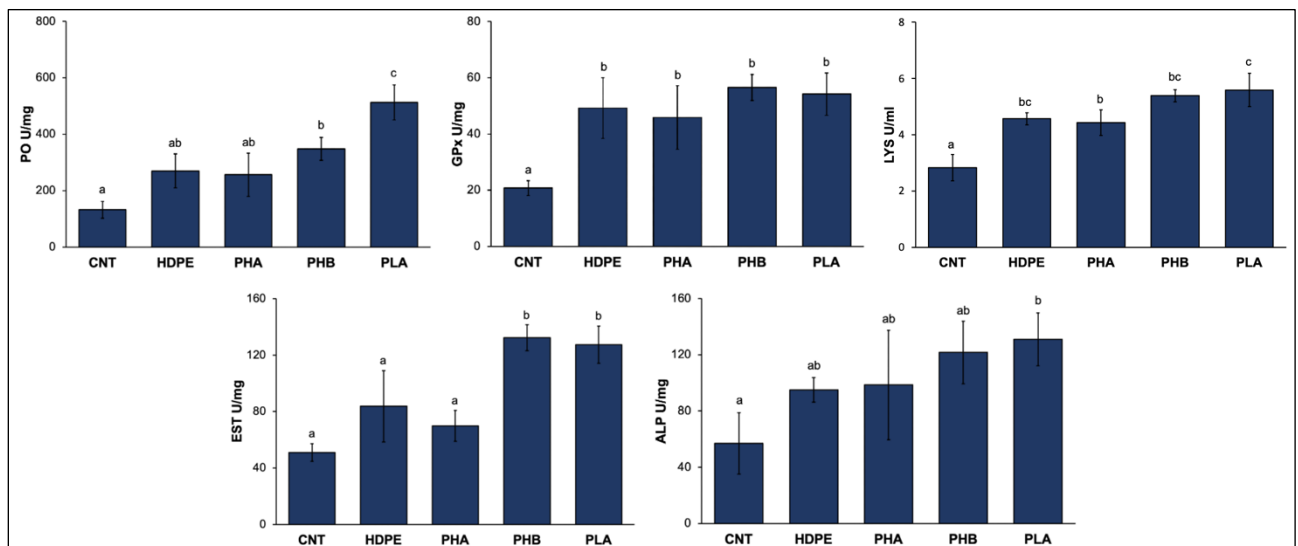 PO U/mg
800
600
400
200
0
a
ab
ab
b
c
CNT HDPE PHA PHB PLA
GPx U/mg
80
60
40
20
0
a
b
b
b
b
CNT HDPE PHA PHB PLA
LYS U/ml
8
6
4
2
0
a
bc
b
bc
c
CNT HDPE PHA PHB PLA
EST U/mg
160
120
80
40
0
a
a
a
b
b
CNT HDPE PHA PHB PLA
ALP U/mg
160
120
80
40
0
a
ab
ab
ab
b
CNT HDPE PHA PHB PLA